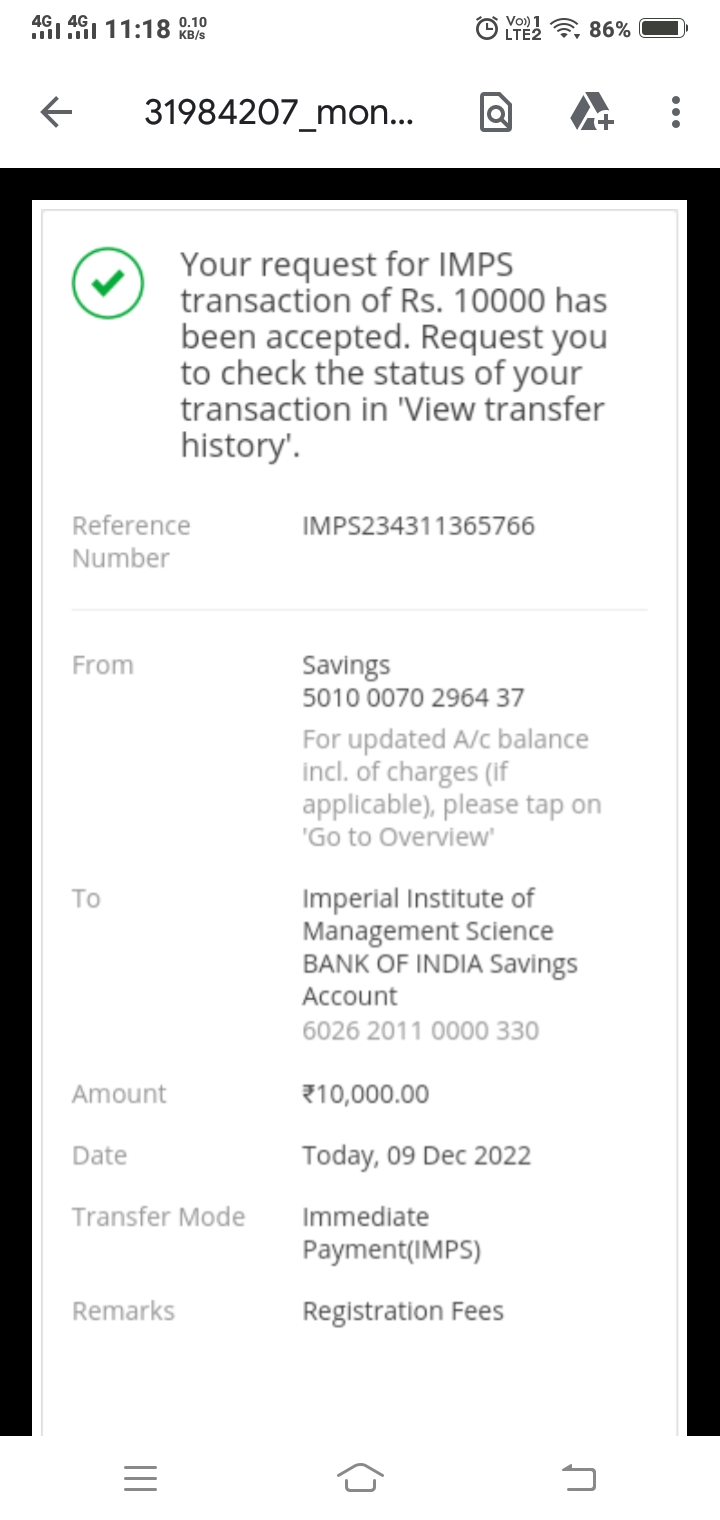 4G 4G 11:18 0.10 KB/s Vo) 1 LTE2 86%
31984207_mon...
Your request for IMPS
transaction of Rs. 10000 has
been accepted. Request you
to check the status of your
transaction in 'View transfer
history'.
Reference
Number
IMPS234311365766
From
Savings
5010 0070 2964 37
For updated A/c balance
incl. of charges (if
applicable), please tap on
'Go to Overview'
To
Imperial Institute of
Management Science
BANK OF INDIA Savings
Account
6026 2011 0000 330
Amount
₹10,000.00
Date
Today, 09 Dec 2022
Transfer Mode
Immediate
Payment(IMPS)
Remarks
Registration Fees